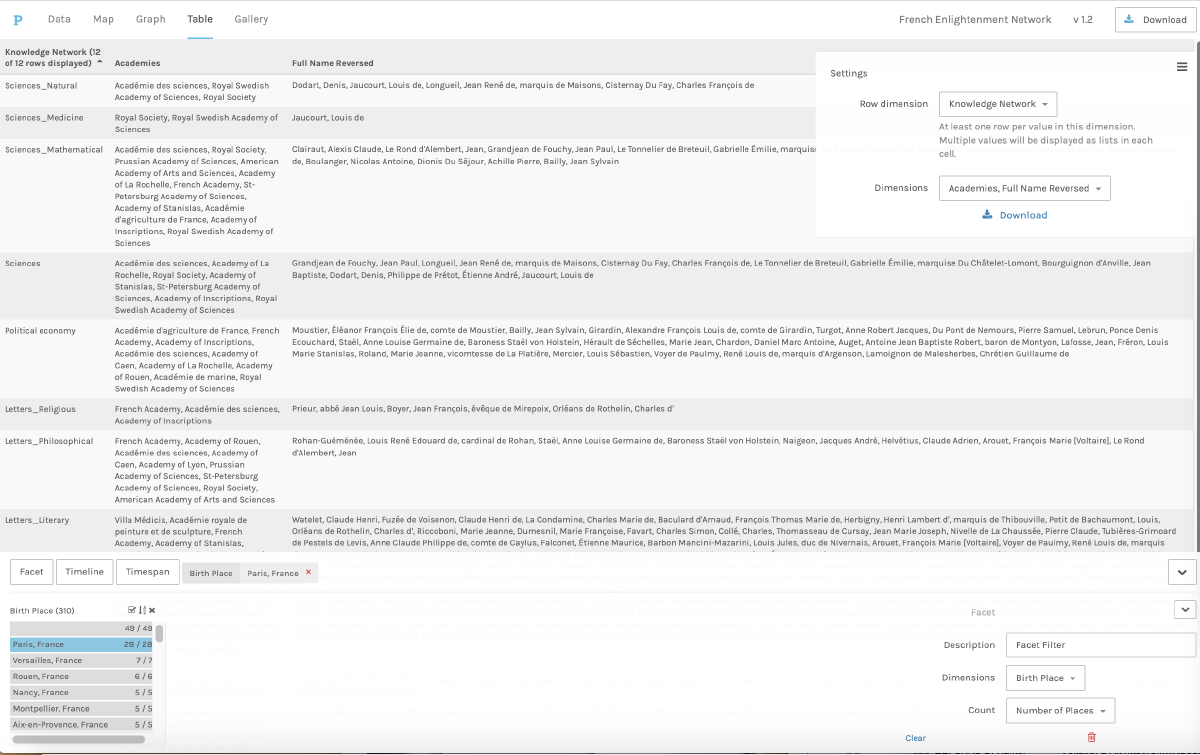 P Data Map Graph Table Gallery French Enlightenment Network v 1.2 Download
Knowledge Network (12
of 12 rows displayed) Academies Full Name Reversed
Sciences_Natural
Académie des sciences, Royal Swedish
Academy of Sciences, Royal Society
Dodart, Denis, Jaucourt, Louis de, Longueil, Jean René de, marquis de Maisons, Cisternay Du Fay, Charles François de
Sciences_Medicine
Royal Society, Royal Swedish Academy of
Sciences
Jaucourt, Louis de
Sciences_Mathematical
Académie des sciences, Royal Society,
Prussian Academy of Sciences, American
Academy of Arts and Sciences, Academy
of La Rochelle, French Academy, St-
Petersburg Academy of Sciences,
Academy of Stanislas, Académie
d'agriculture de France, Academy of
Inscriptions, Royal Swedish Academy of
Sciences
Clairaut, Alexis Claude, Le Rond d'Alembert, Jean, Grandjean de Fouchy, Jean Paul, Le Tonnelier de Breteuil, Gabrielle Émilie, marquise
de, Boulanger, Nicolas Antoine, Dionis Du Séjour, Achille Pierre, Bailly, Jean Sylvain
Sciences
Académie des sciences, Academy of La
Rochelle, Royal Society, Academy of
Stanislas, St-Petersburg Academy of
Sciences, Academy of Inscriptions, Royal
Swedish Academy of Sciences
Grandjean de Fouchy, Jean Paul, Longueil, Jean René de, marquis de Maisons, Cisternay Du Fay, Charles François de, Le Tonnelier de Breteuil, Gabrielle Émilie, marquise Du Châtelet-Lomont, Bourguignon d'Anville, Jean
Baptiste, Dodart, Denis, Philippe de Prétot, Étienne André, Jaucourt, Louis de
Political economy
Académie d'agriculture de France, French
Academy, Academy of Inscriptions,
Académie des sciences, Academy of
Caen, Academy of La Rochelle, Academy
of Rouen, Académie de marine, Royal
Swedish Academy of Sciences
Moustier, Éléanor François Élie de, comte de Moustier, Bailly, Jean Sylvain, Girardin, Alexandre François Louis de, comte de Girardin, Turgot, Anne Robert Jacques, Du Pont de Nemours, Pierre Samuel, Lebrun, Ponce Denis
Ecouchard, Staël, Anne Louise Germaine de, Baroness Staël von Holstein, Hérault de Séchelles, Marie Jean, Chardon, Daniel Marc Antoine, Auget, Antoine Jean Baptiste Robert, baron de Montyon, Lafosse, Jean, Fréron, Louis
Marie Stanislas, Roland, Marie Jeanne, vicomtesse de La Platière, Mercier, Louis Sébastien, Voyer de Paulmy, René Louis de, marquis d'Argenson, Lamoignon de Malesherbes, Chrétien Guillaume de
Letters_Religious
French Academy, Académie des sciences,
Academy of Inscriptions
Prieur, abbé Jean Louis, Boyer, Jean François, évêque de Mirepoix, Orléans de Rothelin, Charles d'
Letters_Philosophical
French Academy, Academy of Rouen,
Académie des sciences, Academy of
Caen, Academy of Lyon, Prussian
Academy of Sciences, St-Petersburg
Academy of Sciences, Royal Society,
American Academy of Arts and Sciences
Rohan-Guéménée, Louis René Edouard de, cardinal de Rohan, Staël, Anne Louise Germaine de, Baroness Staël von Holstein, Naigeon, Jacques André, Helvétius, Claude Adrien, Arouet, François Marie [Voltaire], Le Rond
d'Alembert, Jean
Letters_Literary
Villa Médicis, Académie royale de
peinture et de sculpture, French
Academy, Academy of Stanislas,
Watelet, Claude Henri, Fuzée de Voisenon, Claude Henri de, La Condamine, Charles Marie de, Baculard d'Arnaud, François Thomas Marie de, Herbigny, Henri Lambert d', marquis de Thibouville, Petit de Bachaumont, Louis,
Orléans de Rothelin, Charles d', Riccoboni, Marie Jeanne, Dumesnil, Marie Françoise, Favart, Charles Simon, Collé, Charles, Thomasseau de Cursay, Jean Marie Joseph, Nivelle de La Chaussée, Pierre Claude, Tubières-Grimoard
de Pestels de Levis, Anne Claude Philippe de, comte de Caylus, Falconet, Étienne Maurice, Barbon Mancini-Mazarini, Louis Jules, duc de Nivernais, Arouet, François Marie [Voltaire], Voyer de Paulmy, René Louis de, marquis
Settings
Row dimension Knowledge Network
At least one row per value in this dimension.
Multiple values will be displayed as lists in each
cell.
Dimensions Academies, Full Name Reversed
Download
Facet Timeline Timespan Birth Place Paris, France ×
Birth Place (310)
49 / 49
Paris, France 28 / 28
Versailles, France 7 / 7
Rouen, France 6 / 6
Nancy, France 5 / 5
Montpellier, France 5 / 5
Aix-en-Provence, France 5 / 5
Facet
Description Facet Filter
Dimensions Birth Place
Count Number of Places
Clear